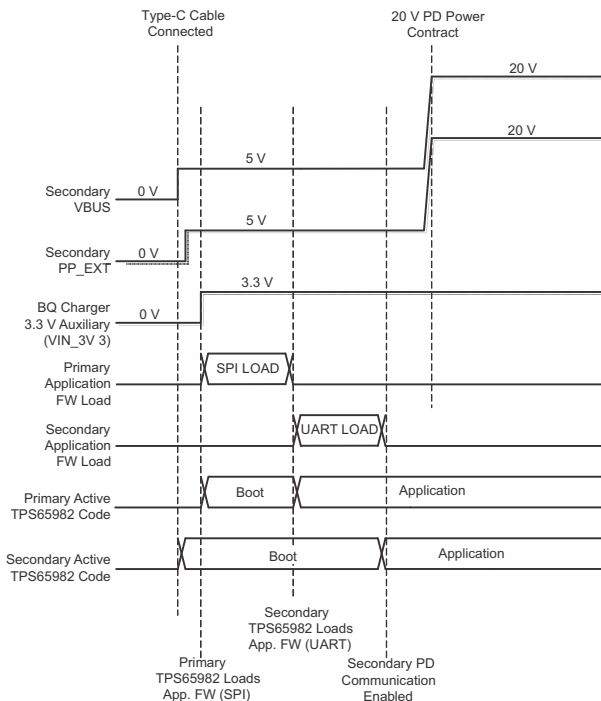 Type-C Cable
Connected
20 V PD Power
Contract
20 V
20 V
5 V
Secondary
VBUS
0 V
5 V
Secondary
PP_EXT
0 V
3.3 V
BQ Charger
3.3 V Auxiliary
(VIN_3V 3)
0 V
Primary
Application
FW Load
SPI LOAD
Secondary
Application
FW Load
UART LOAD
Primary Active
TPS65982 Code
Boot
Application
Secondary Active
TPS65982 Code
Boot
Application
Secondary
TPS65982 Loads
App. FW (UART)
Primary
TPS65982 Loads
App. FW (SPI)
Secondary PD
Communication
Enabled